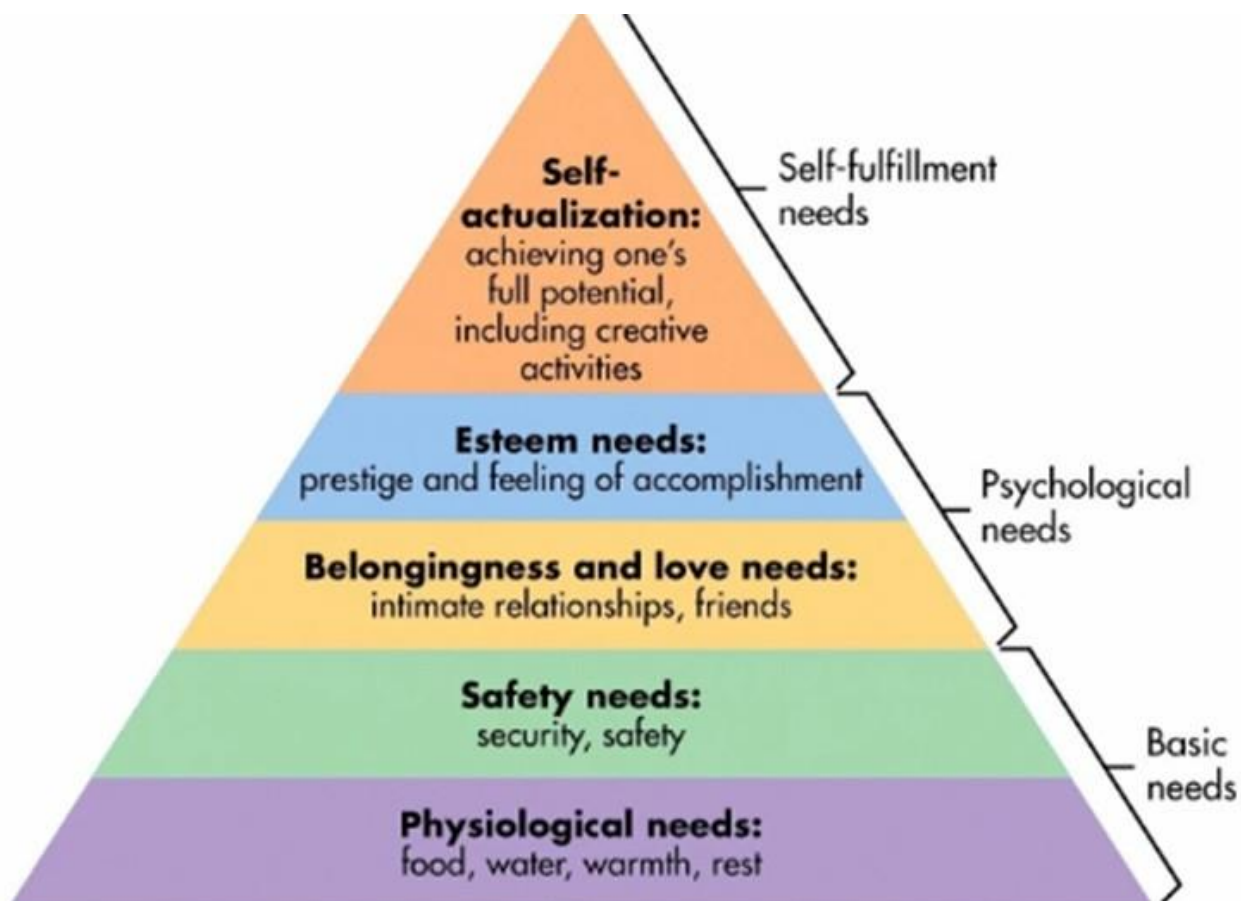 Self-
actualization:
achieving one's
full potential,
including creative
activities
Self-fulfillment
needs
Esteem needs:
prestige and feeling of accomplishment
Psychological
needs
Belongingness and love needs:
intimate relationships, friends
Safety needs:
security, safety
Basic
needs
Physiological needs:
food, water, warmth, rest